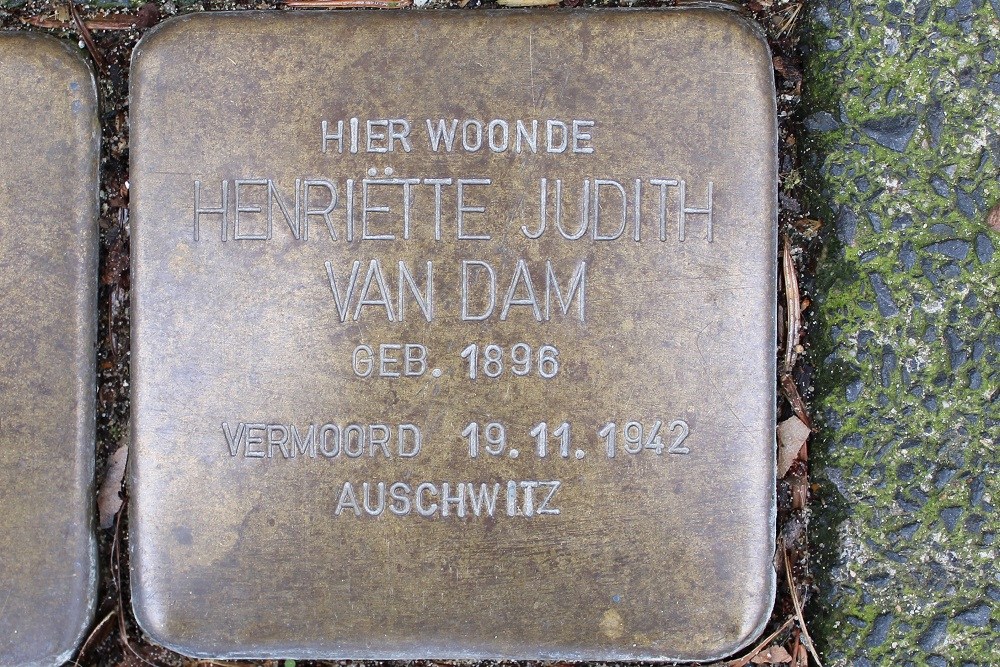 HIER WOONDE
HENRIËTTE JUDITH
VAN DAM
GEB. 1896
VERMOORD 19.11.1942
AUSCHWITZ